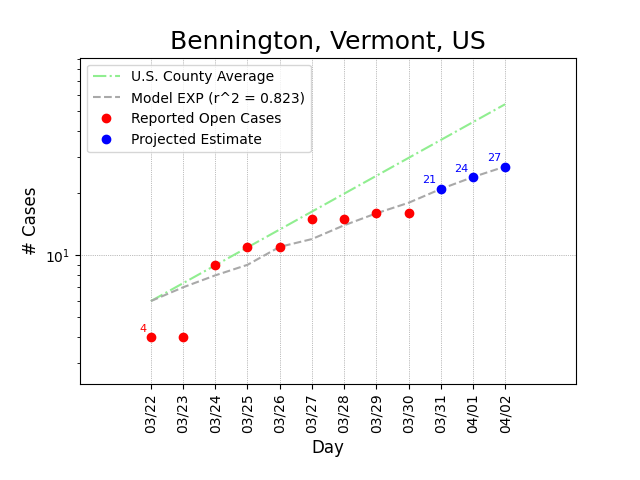 Bennington, Vermont, US
U.S. County Average
Model EXP (r^2 = 0.823)
Reported Open Cases
Projected Estimate
# Cases
10^1
4
21
24
27
03/22
03/23
03/24
03/25
03/26
03/27
03/28
03/29
03/30
03/31
04/01
04/02
Day